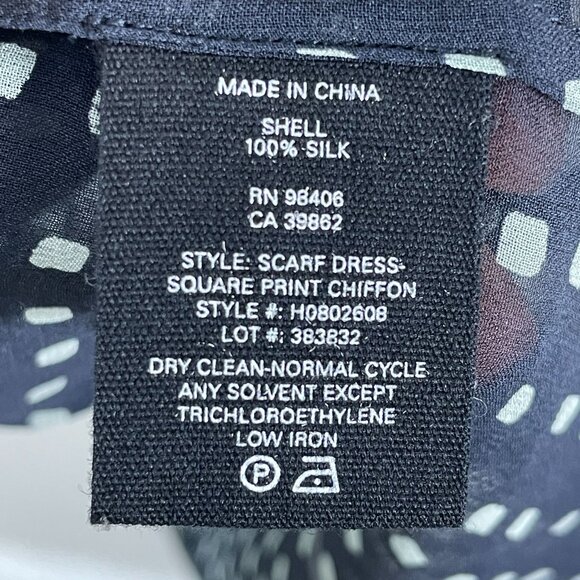 MADE IN CHINA
SHELL
100% SILK
RN 98406
CA 39862
STYLE: SCARF DRESS-
SQUARE PRINT CHIFFON
STYLE #: H0802608
LOT #: 383832
DRY CLEAN-NORMAL CYCLE
ANY SOLVENT EXCEPT
TRICHLOROETHYLENE
LOW IRON
P